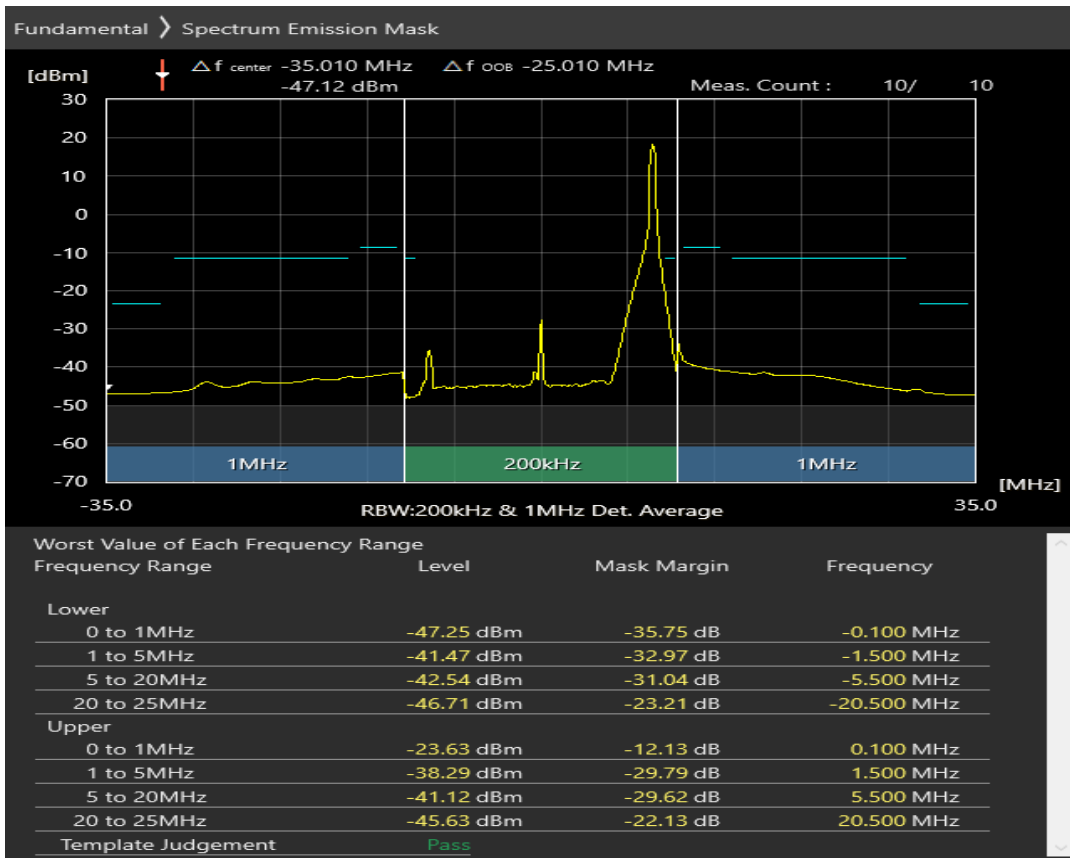 Fundamental ❭ Spectrum Emission Mask
△f center -35.010 MHz △f OOB -25.010 MHz
[dBm]
-47.12 dBm Meas. Count : 10/ 10
30
20
10
0
-10
-20
-30
-40
-50
-60
1MHz 200kHz 1MHz
-70
[MHz]
-35.0 RBW:200kHz & 1MHz Det. Average 35.0
Worst Value of Each Frequency Range
Frequency Range Level Mask Margin Frequency
Lower
0 to 1MHz -47.25 dBm -35.75 dB -0.100 MHz
1 to 5MHz -41.47 dBm -32.97 dB -1.500 MHz
5 to 20MHz -42.54 dBm -31.04 dB -5.500 MHz
20 to 25MHz -46.71 dBm -23.21 dB -20.500 MHz
Upper
0 to 1MHz -23.63 dBm -12.13 dB 0.100 MHz
1 to 5MHz -38.29 dBm -29.79 dB 1.500 MHz
5 to 20MHz -41.12 dBm -29.62 dB 5.500 MHz
20 to 25MHz -45.63 dBm -22.13 dB 20.500 MHz
Template Judgement Pass